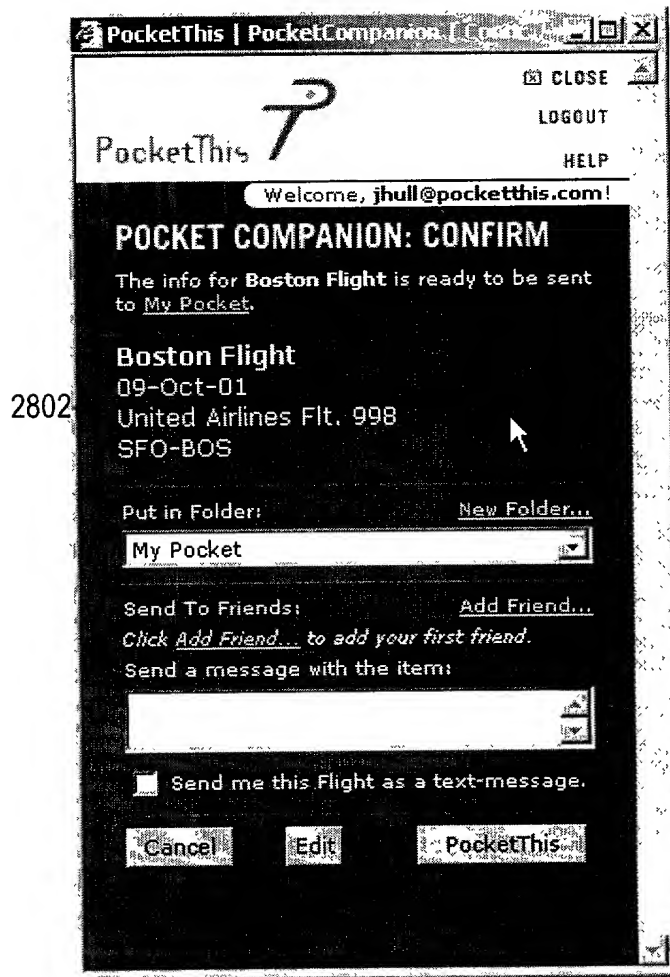 PocketThis | PocketCompanion [
CLOSE
LOGOUT
PocketThis
HELP
Welcome, jhull@pocketthis.com!
POCKET COMPANION: CONFIRM
The info for Boston Flight is ready to be sent
to My Pocket.
Boston Flight
09-Oct-01
2802
United Airlines Flt. 998
SFO-BOS
Put in Folder: New Folder...
My Pocket
Send To Friends: Add Friend...
Click Add Friend... to add your first friend.
Send a message with the item:
Send me this Flight as a text-message.
Cancel Edit PocketThis